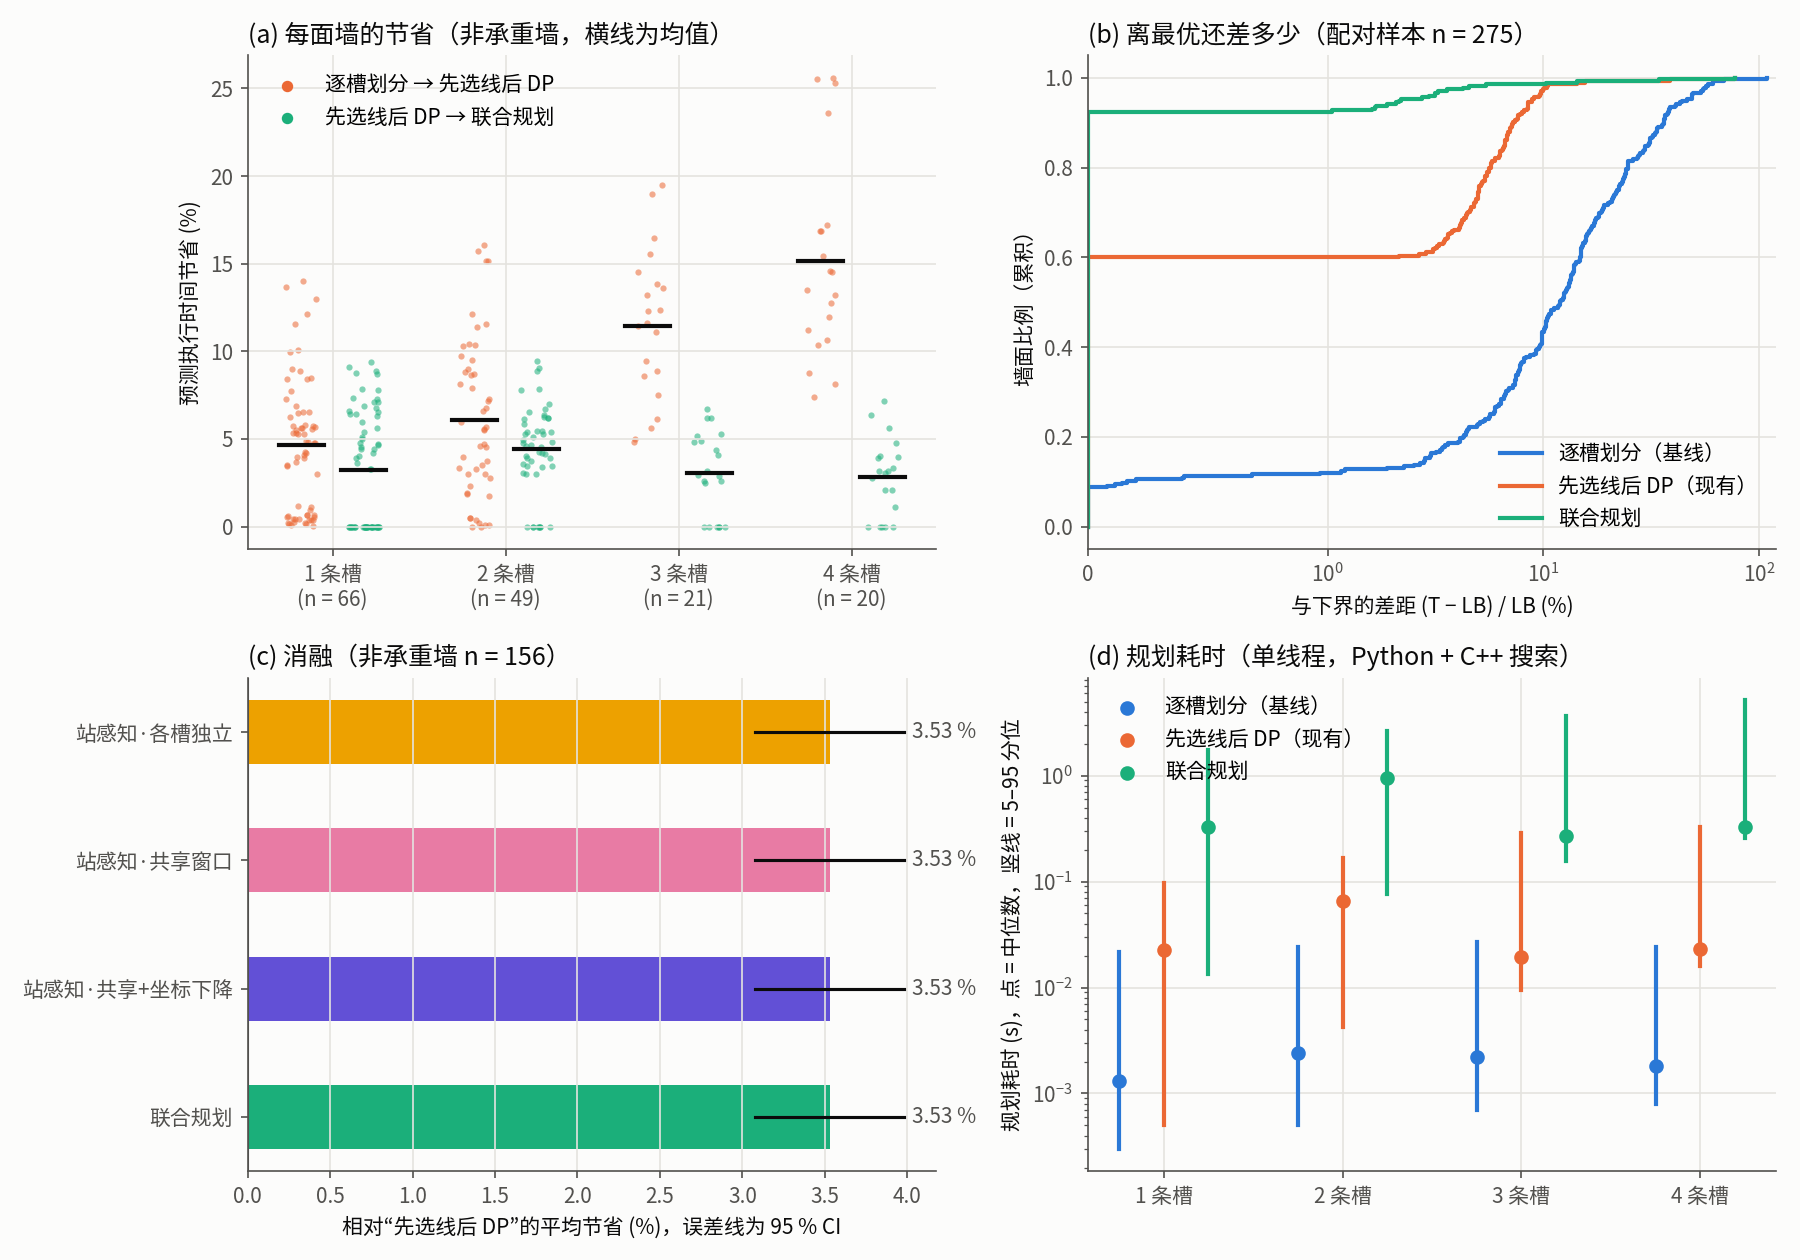 (a) 每面墙的节省（非承重墙，横线为均值）
预测执行时间节省 (%)
25
20
15
10
5
0
逐槽划分 → 先选线后 DP
先选线后 DP → 联合规划
1 条槽
(n = 66)
2 条槽
(n = 49)
3 条槽
(n = 21)
4 条槽
(n = 20)
(b) 离最优还差多少（配对样本 n = 275）
墙面比例（累积）
1.0
0.8
0.6
0.4
0.2
0.0
逐槽划分（基线）
先选线后 DP（现有）
联合规划
0
10⁰
10¹
10²
与下界的差距 (T − LB) / LB (%)
(c) 消融（非承重墙 n = 156）
站感知·各槽独立
3.53 %
站感知·共享窗口
3.53 %
站感知·共享+坐标下降
3.53 %
联合规划
3.53 %
0.0 0.5 1.0 1.5 2.0 2.5 3.0 3.5 4.0
相对“先选线后 DP”的平均节省 (%)，误差线为 95 % CI
(d) 规划耗时（单线程，Python + C++ 搜索）
规划耗时 (s)，点 = 中位数，竖线 = 5–95 分位
10⁰
10⁻¹
10⁻²
10⁻³
逐槽划分（基线）
先选线后 DP（现有）
联合规划
1 条槽
2 条槽
3 条槽
4 条槽